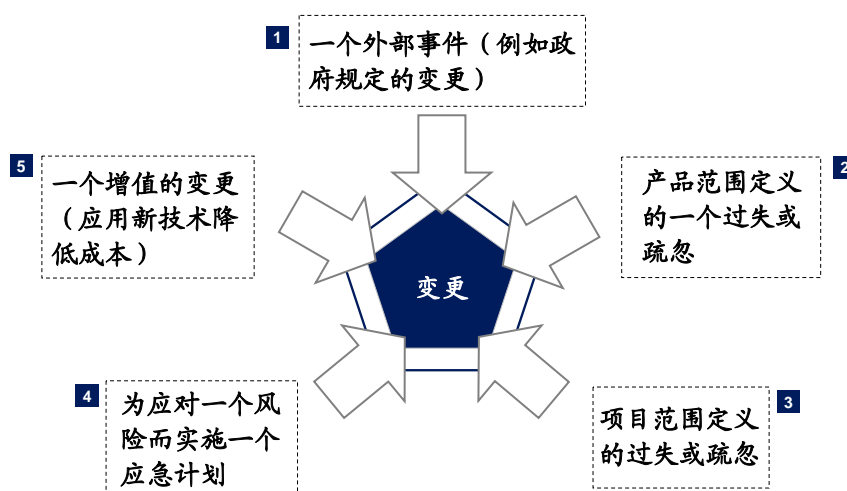 1
一个外部事件（例如政
府规定的变更）
2
产品范围定义
的一个过失或
疏忽
3
项目范围定义
的过失或疏忽
4
为应对一个风
险而实施一个
应急计划
5
一个增值的变更
（应用新技术降
低成本）
变更